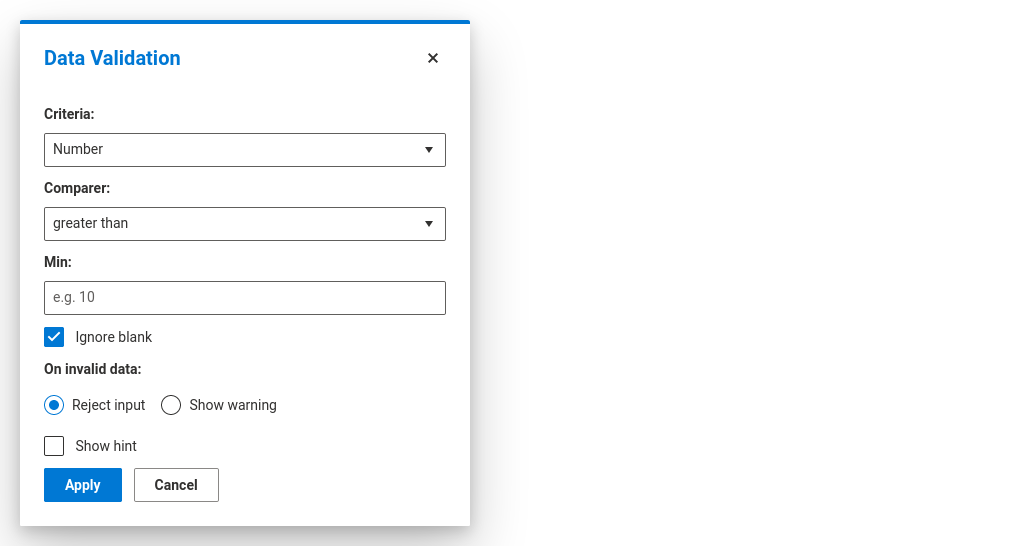 Data Validation
Criteria:
Number
Comparer:
greater than
Min:
e.g. 10
Ignore blank
On invalid data:
Reject input Show warning
Show hint
Apply Cancel